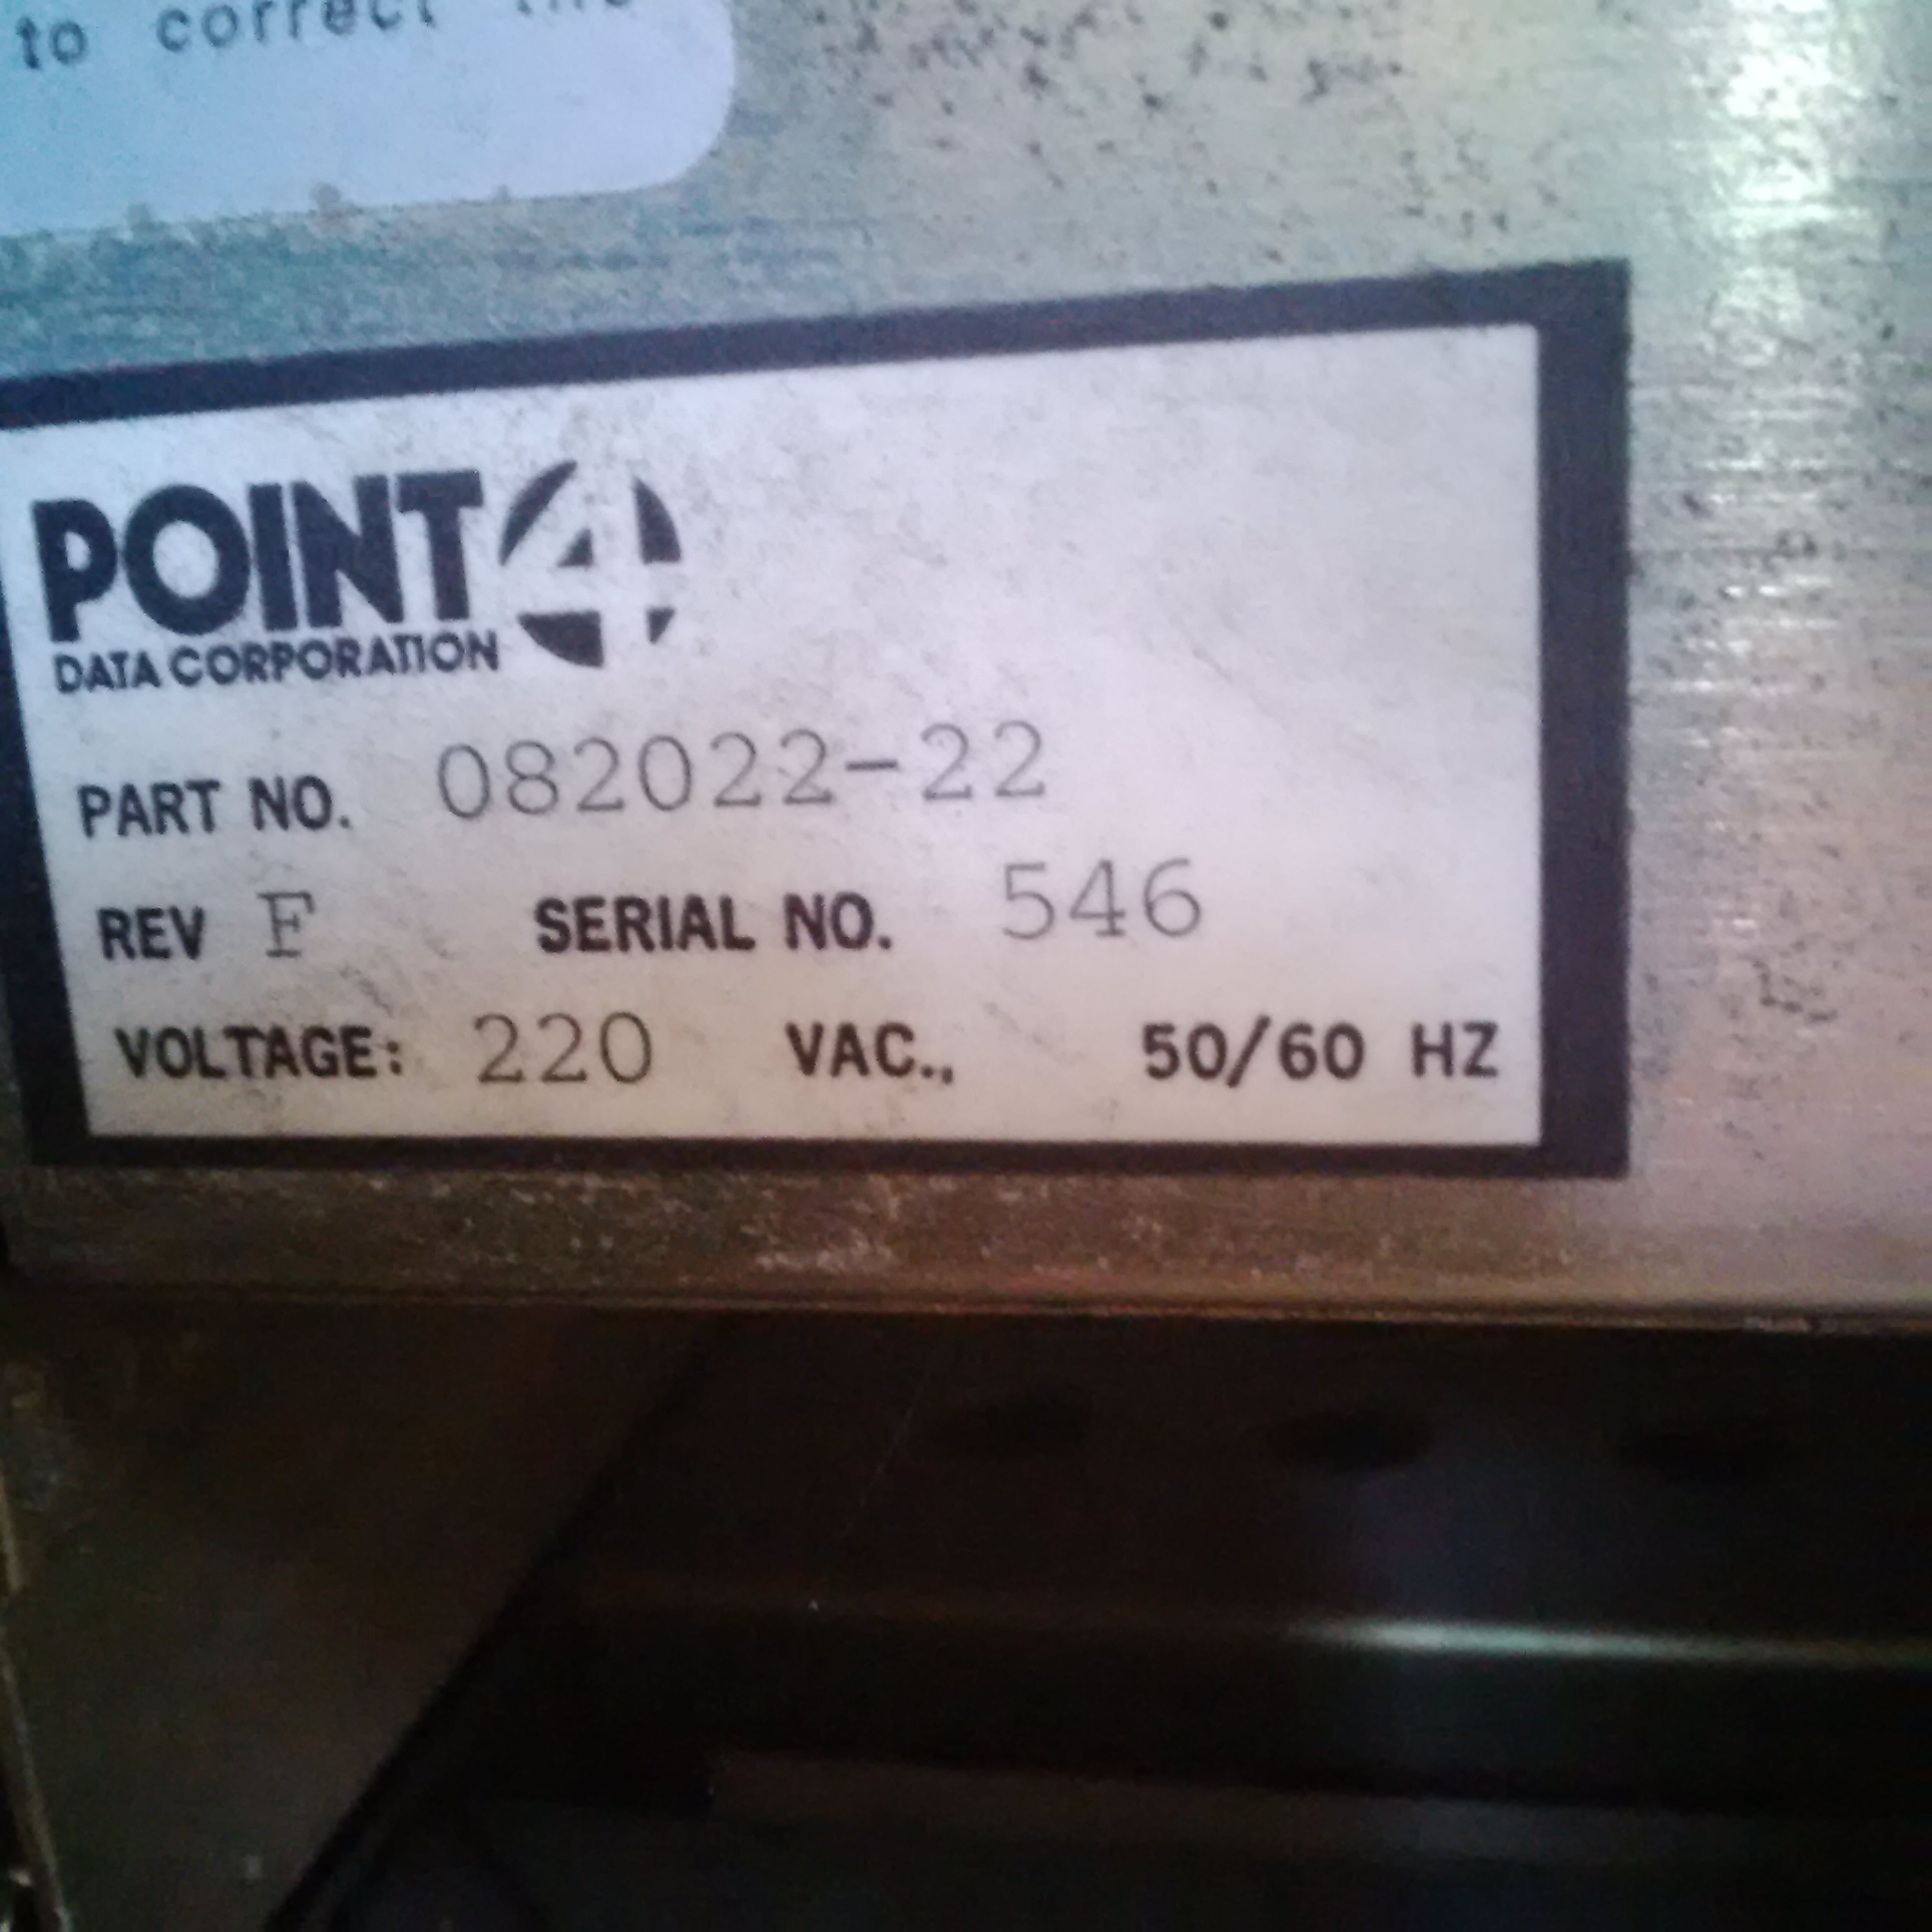 to correct the
POINT 4
DATA CORPORATION
PART NO. 082022-22
REV F SERIAL NO. 546
VOLTAGE: 220 VAC., 50/60 HZ